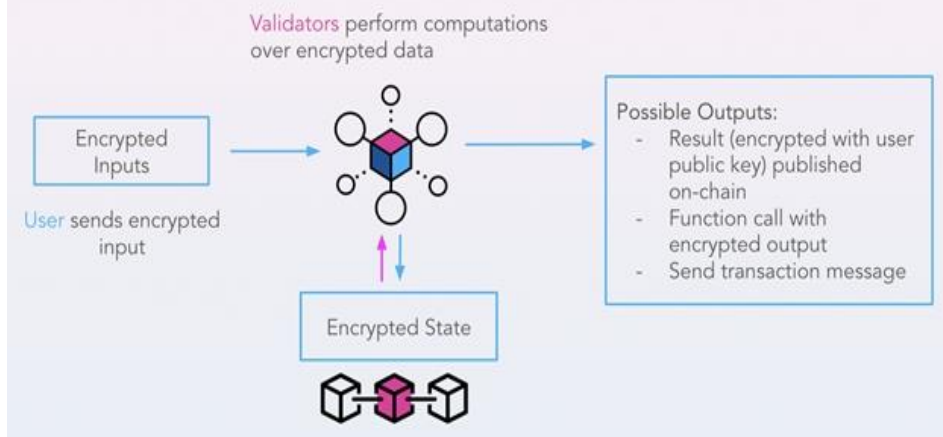 Validators perform computations
over encrypted data
Encrypted
Inputs
User sends encrypted
input
Possible Outputs:
- Result (encrypted with user
public key) published
on-chain
- Function call with
encrypted output
- Send transaction message
Encrypted State